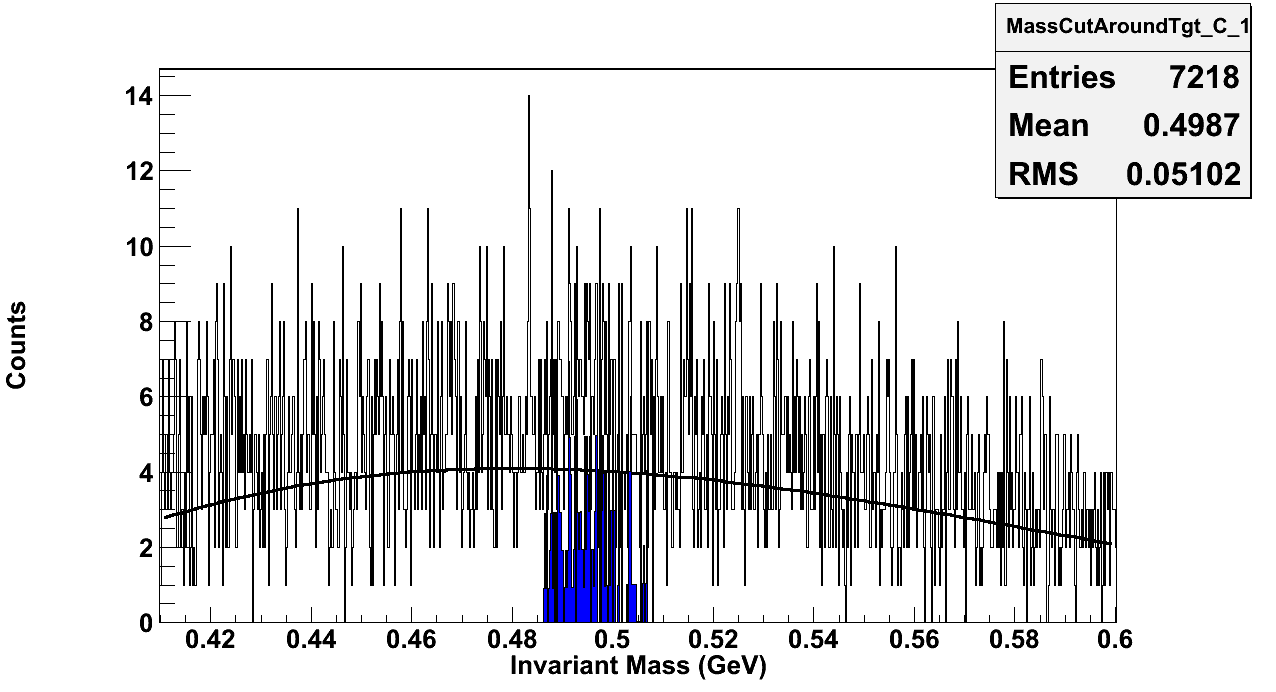 MassCutAroundTgt_C_1
Entries 7218
Mean 0.4987
RMS 0.05102
14
12
10
8
6
4
2
0
Counts
0.42 0.44 0.46 0.48 0.5 0.52 0.54 0.56 0.58 0.6
Invariant Mass (GeV)